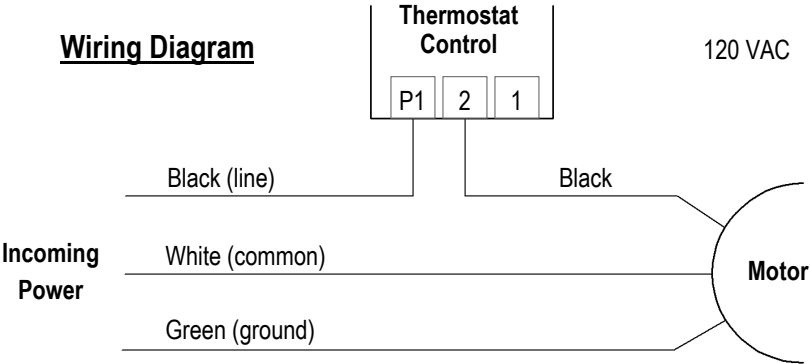 Thermostat
Control
Wiring Diagram
120 VAC
P1 2 1
Black (line)
Black
Incoming
Power
White (common)
Motor
Green (ground)